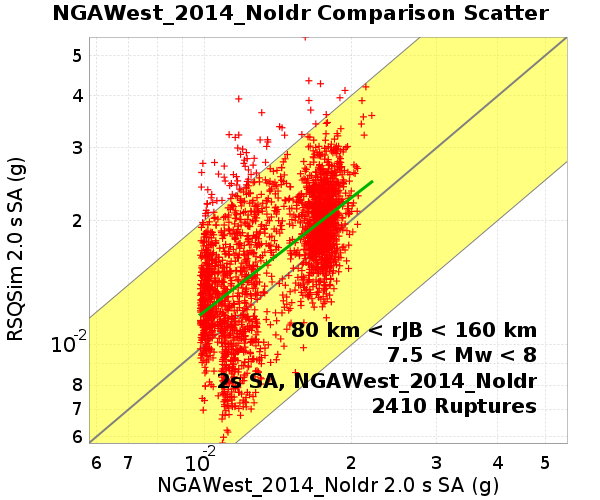 NGAWest_2014_NoIdr Comparison Scatter
RSQSim 2.0 s SA (g)
5
4
3
2
10-2
8
7
6
80 km < rJB < 160 km
7.5 < Mw < 8
2s SA, NGAWest_2014_NoIdr
2410 Ruptures
6 7 10-2 2 3 4 5
NGAWest_2014_NoIdr 2.0 s SA (g)